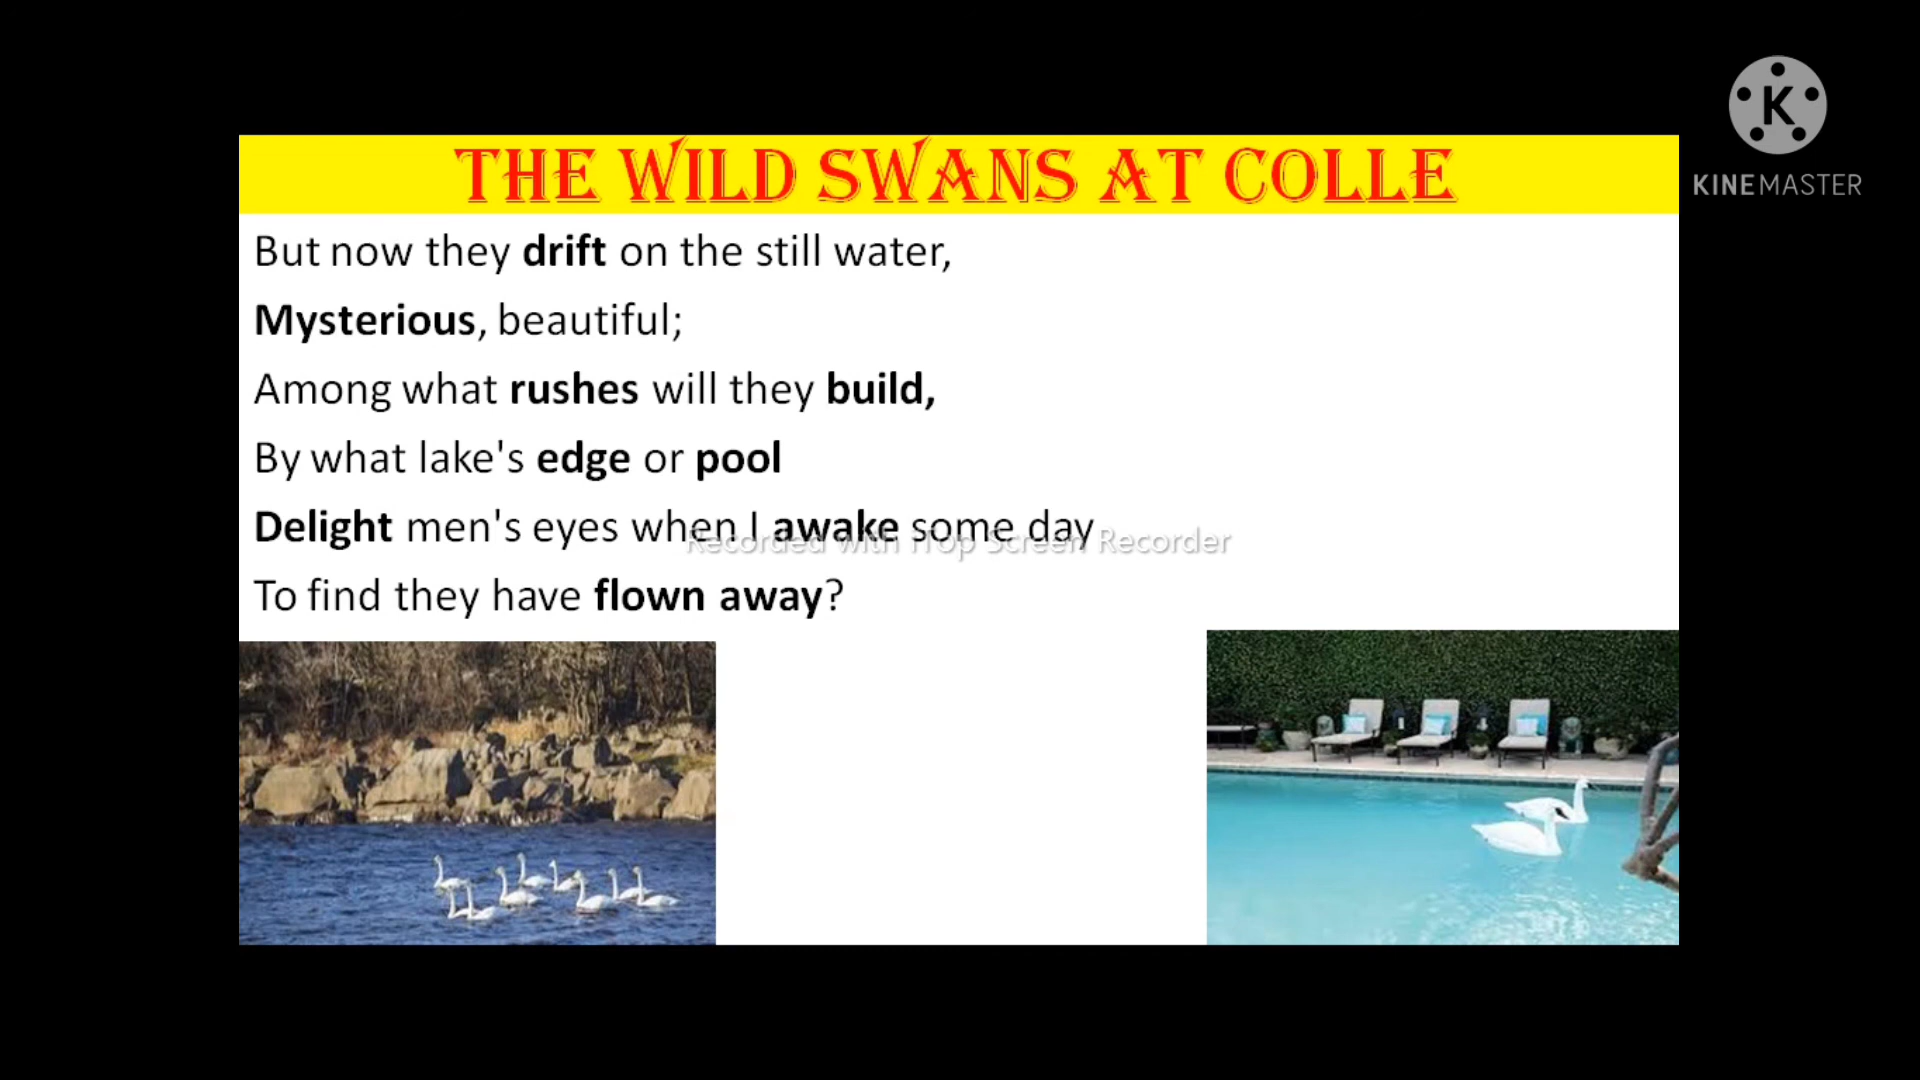 THE WILD SWANS AT COLLE
But now they drift on the still water,
Mysterious, beautiful;
Among what rushes will they build,
By what lake's edge or pool
Delight men's eyes when I awake some day
To find they have flown away?
Recorded with iTop Screen Recorder
K
KINEMASTER